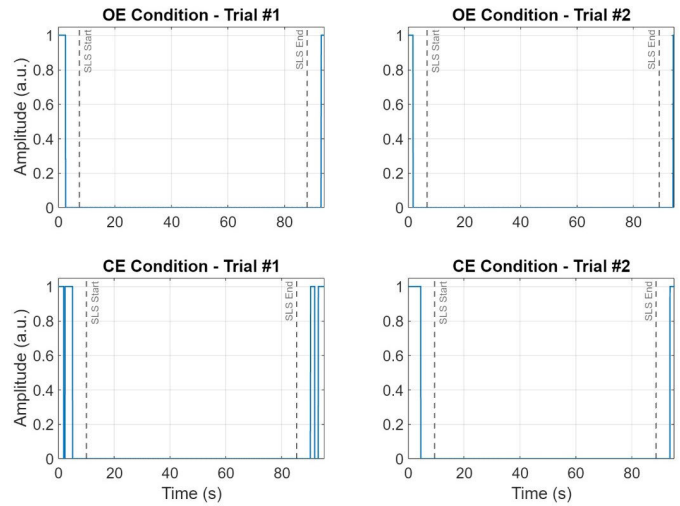 OE Condition - Trial #1
OE Condition - Trial #2
Amplitude (a.u.)
1
0.8
0.6
0.4
0.2
0
SLS Start
SLS End
0 20 40 60 80
1
0.8
0.6
0.4
0.2
0
SLS Start
SLS End
0 20 40 60 80
CE Condition - Trial #1
CE Condition - Trial #2
Amplitude (a.u.)
1
0.8
0.6
0.4
0.2
0
SLS Start
SLS End
0 20 40 60 80
Time (s)
1
0.8
0.6
0.4
0.2
0
SLS Start
SLS End
0 20 40 60 80
Time (s)